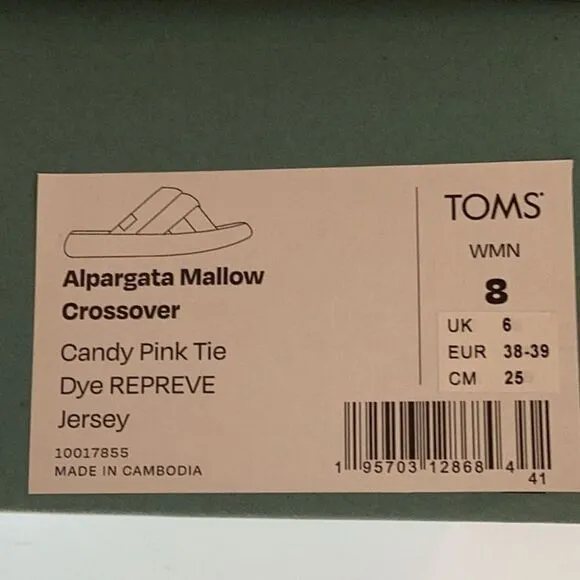 Alpargata Mallow
Crossover
Candy Pink Tie
Dye REPREVE
Jersey
10017855
MADE IN CAMBODIA
TOMS
WMN
8
UK 6
EUR 38-39
CM 25
1 95703 12868 4
41